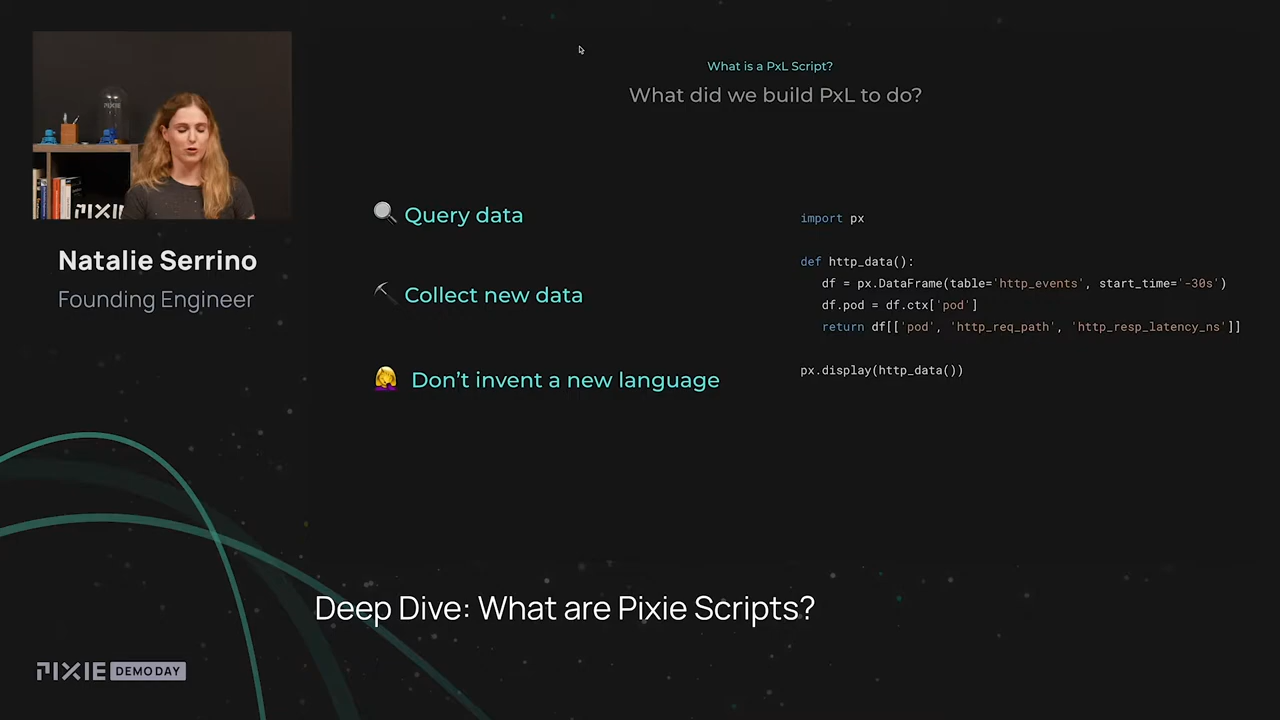 What is a PxL Script?
What did we build PxL to do?
PIXIE
PIXIE
Natalie Serrino
Founding Engineer
Query data
Collect new data
Don't invent a new language
import px
def http_data():
df = px.DataFrame(table='http_events', start_time='-30s')
df.pod = df.ctx['pod']
return df[['pod', 'http_req_path', 'http_resp_latency_ns']]
px.display(http_data())
Deep Dive: What are Pixie Scripts?
PIXIE DEMO DAY